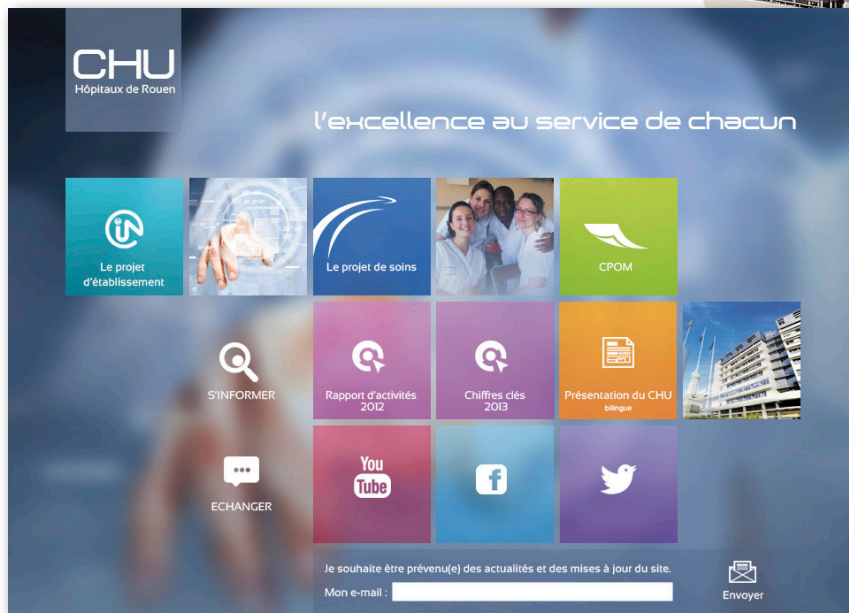 CHU
Hôpitaux de Rouen
l'excellence au service de chacun
Le projet
d'établissement
Le projet de soins
CPOM
S'INFORMER
Rapport d'activités
2012
Chiffres clés
2013
Présentation du CHU
bilingue
ECHANGER
You
Tube
f
Je souhaite être prévenu(e) des actualités et des mises à jour du site.
Mon e-mail :
Envoyer